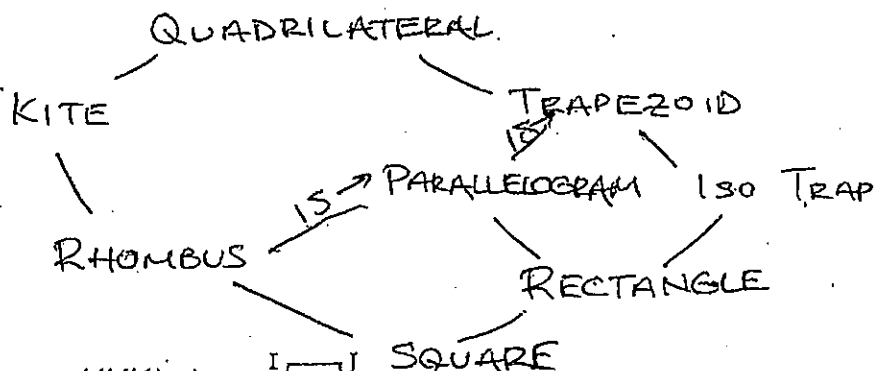 QUADRILATERAL
KITE
TRAPEZOID
IS
IS
PARALLELOGRAM
ISO TRAP
RHOMBUS
RECTANGLE
I I SQUARE